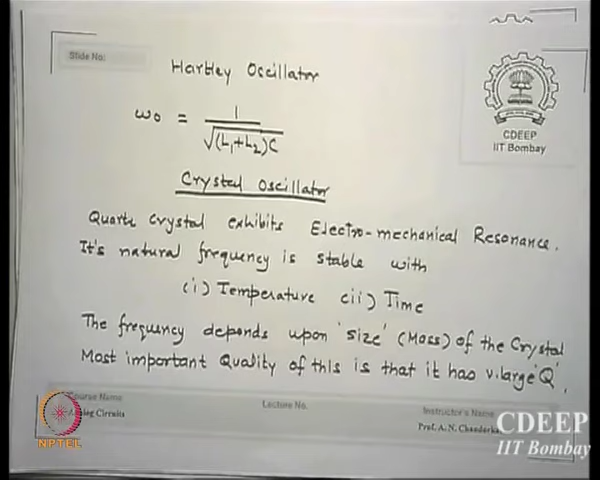 Slide No:
Hartley Oscillator
ω₀ = 1 / √(L₁+L₂)C
CDEEP
IIT Bombay
Crystal Oscillator
Quartz Crystal exhibits Electro-mechanical Resonance.
It's natural frequency is stable with
(i) Temperature (ii) Time
The frequency depends upon 'Size' (Mass) of the Crystal
Most important Quality of this is that it has v.large 'Q'.
Course Name
Analog Circuits
Lecture No.
Instructor's Name
NPTEL
CDEEP
IIT Bombay